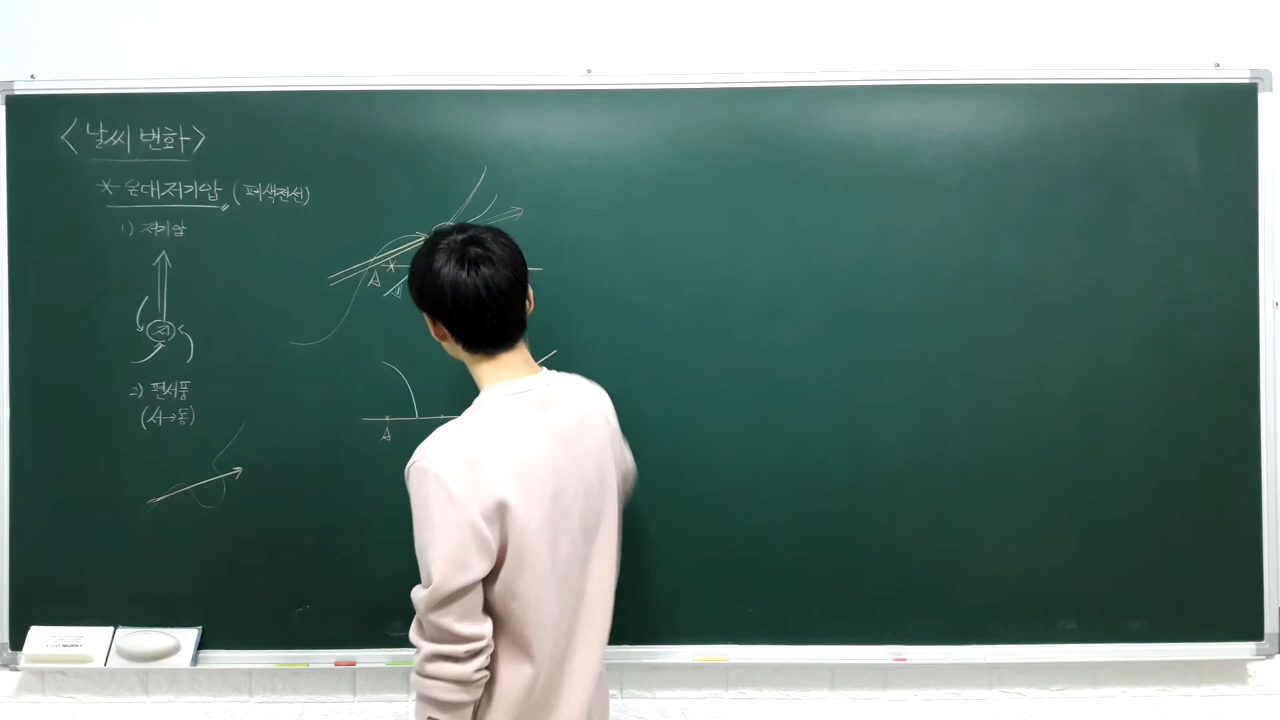 <날씨 변화>
* 온대저기압 (폐색전선)
1) 저기압
저
2) 편서풍
(서→동)
A
A